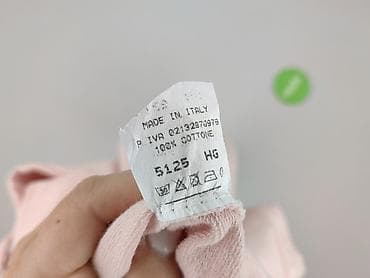 MADE IN ITALY
P IVA 02132970979
100% COTTONE
5125 HG